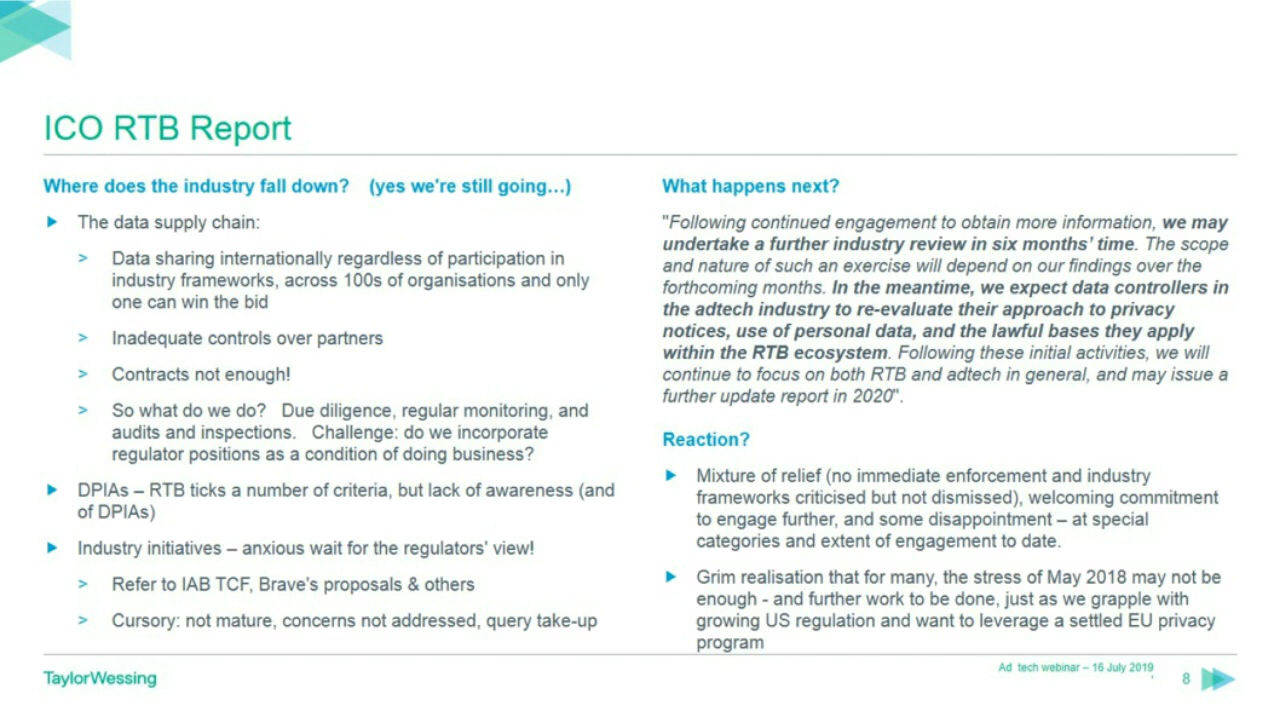 ICO RTB Report
Where does the industry fall down? (yes we're still going…)
The data supply chain:
> Data sharing internationally regardless of participation in
industry frameworks, across 100s of organisations and only
one can win the bid
> Inadequate controls over partners
> Contracts not enough!
> So what do we do? Due diligence, regular monitoring, and
audits and inspections. Challenge: do we incorporate
regulator positions as a condition of doing business?
DPIAs – RTB ticks a number of criteria, but lack of awareness (and
of DPIAs)
Industry initiatives – anxious wait for the regulators' view!
> Refer to IAB TCF, Brave's proposals & others
> Cursory: not mature, concerns not addressed, query take-up
What happens next?
"Following continued engagement to obtain more information, we may
undertake a further industry review in six months' time. The scope
and nature of such an exercise will depend on our findings over the
forthcoming months. In the meantime, we expect data controllers in
the adtech industry to re-evaluate their approach to privacy
notices, use of personal data, and the lawful bases they apply
within the RTB ecosystem. Following these initial activities, we will
continue to focus on both RTB and adtech in general, and may issue a
further update report in 2020".
Reaction?
Mixture of relief (no immediate enforcement and industry
frameworks criticised but not dismissed), welcoming commitment
to engage further, and some disappointment – at special
categories and extent of engagement to date.
Grim realisation that for many, the stress of May 2018 may not be
enough - and further work to be done, just as we grapple with
growing US regulation and want to leverage a settled EU privacy
program
TaylorWessing
Ad tech webinar – 16 July 2019
8